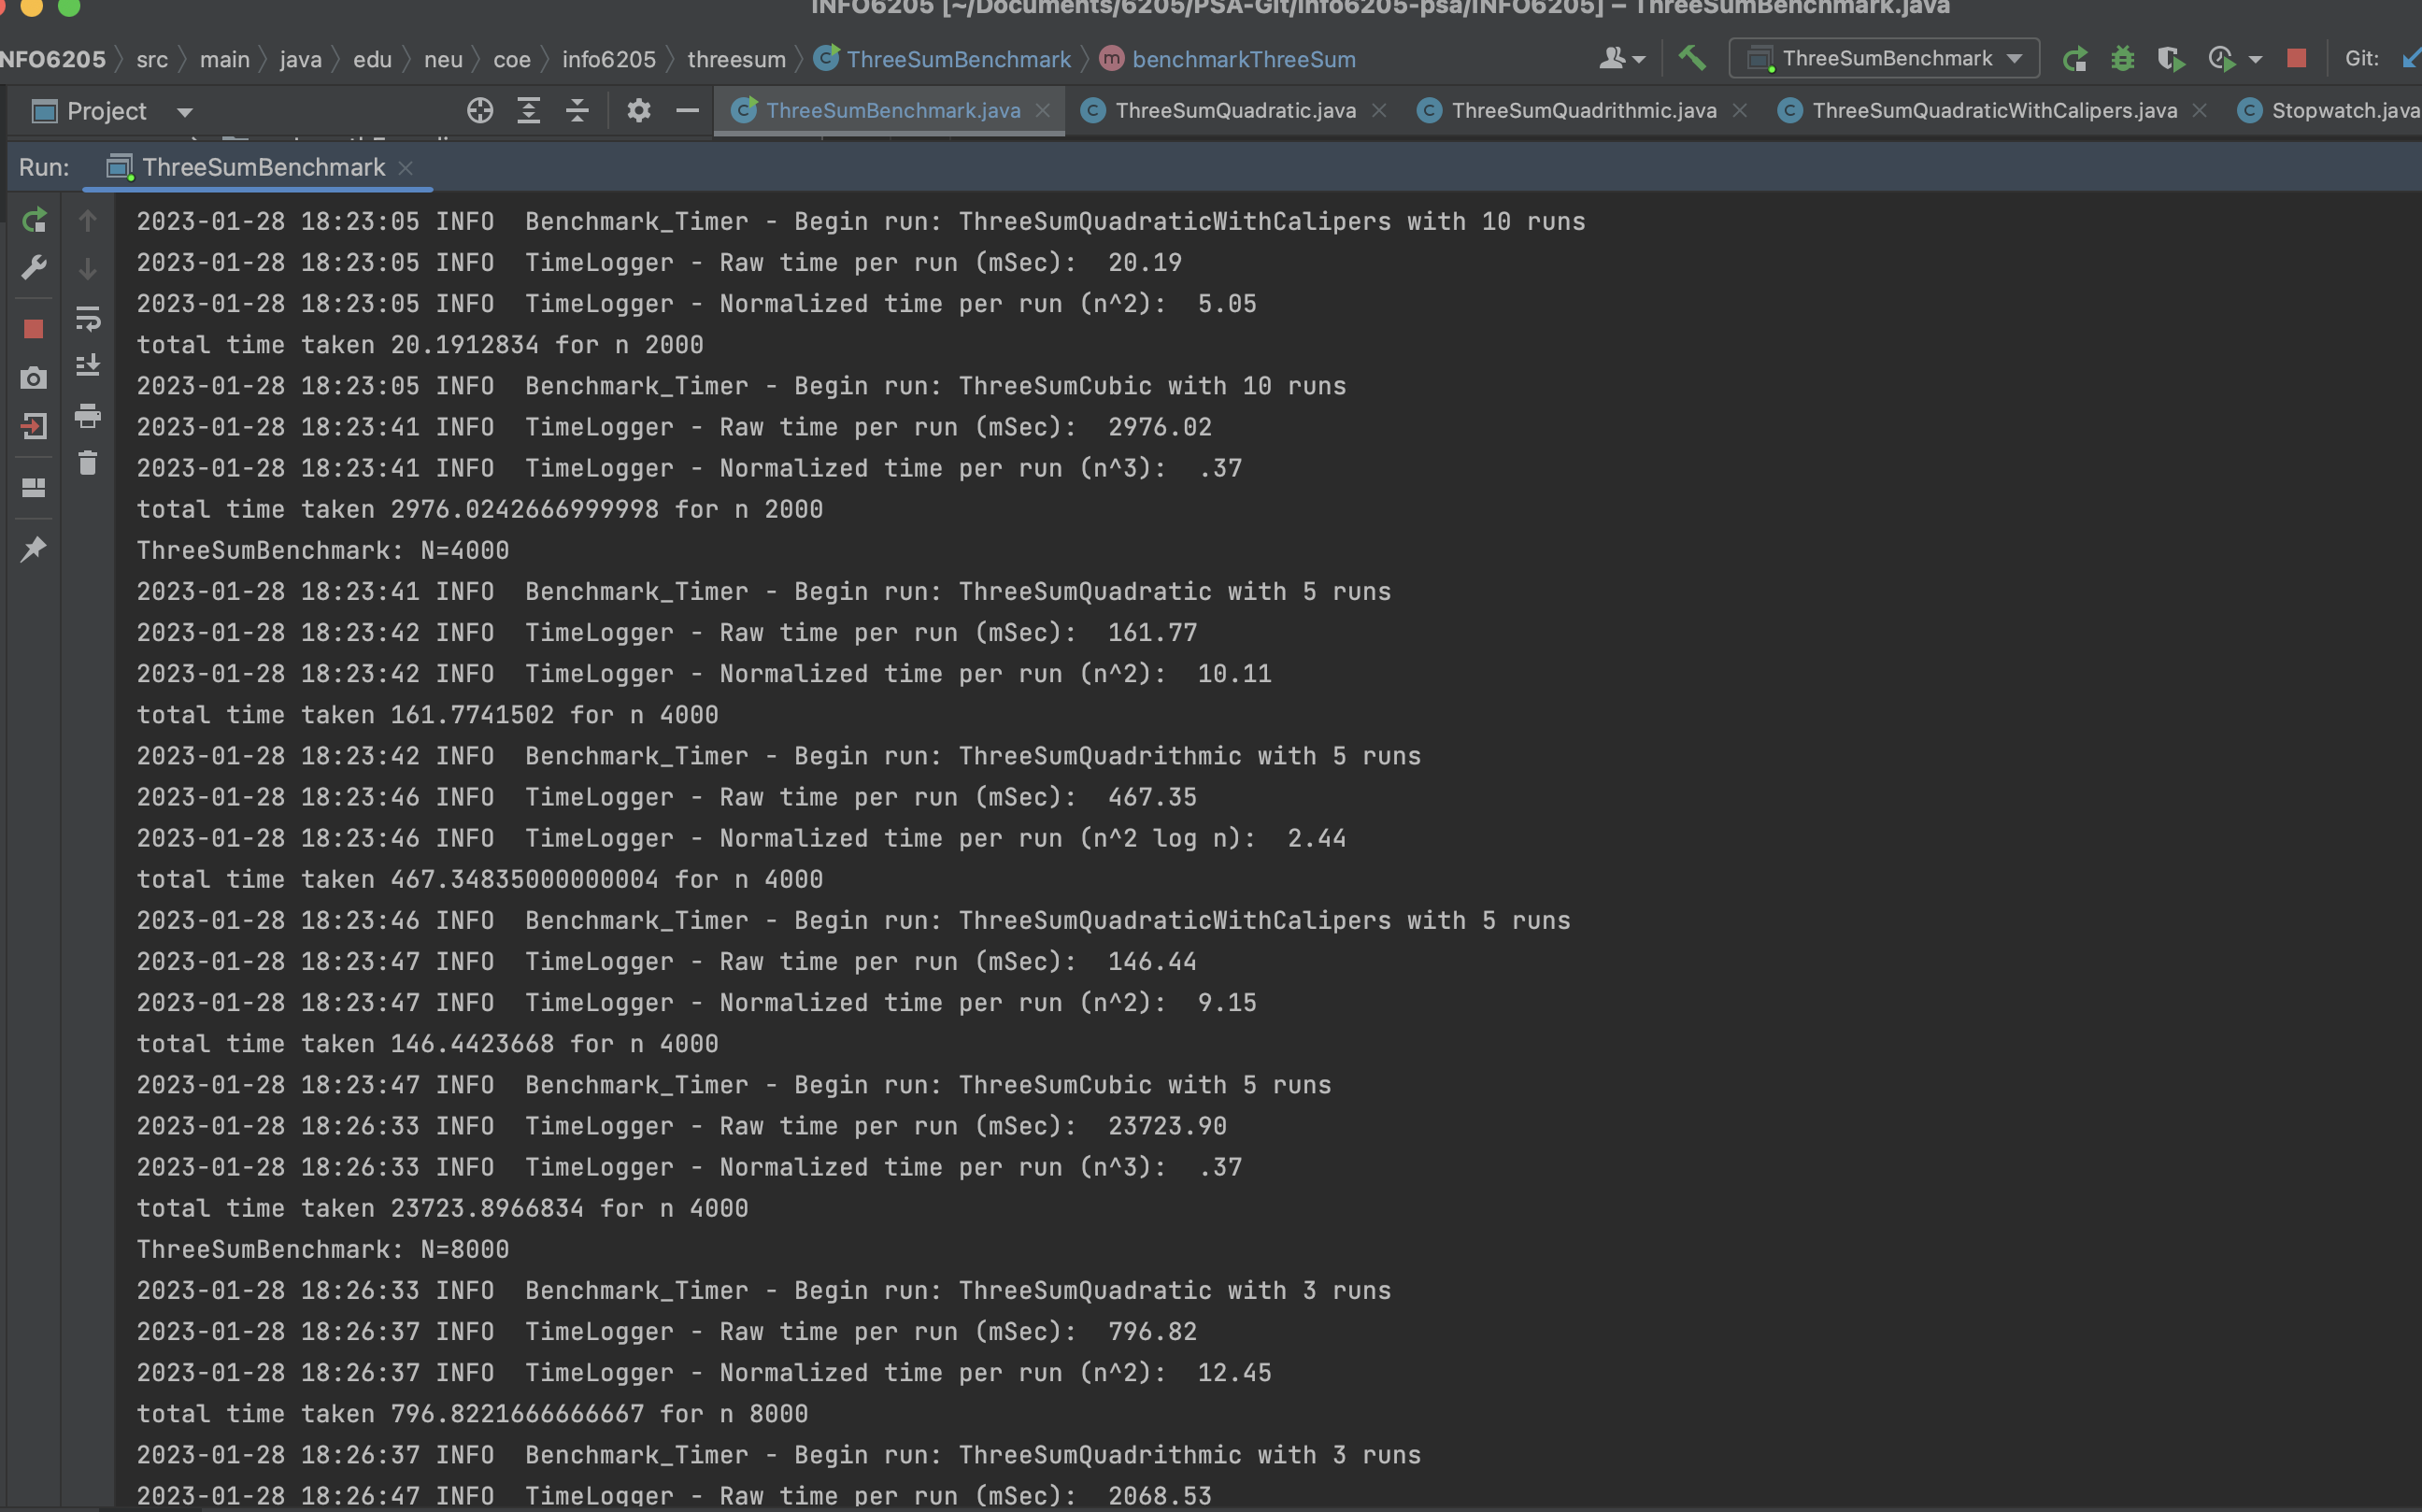 INFO6205 [~/Documents/6205/PSA-Git/info6205-psa/INFO6205] – ThreeSumBenchmark.java
NFO6205 src main java edu neu coe info6205 threesum ThreeSumBenchmark benchmarkThreeSum ThreeSumBenchmark Git:
Project ThreeSumBenchmark.java ThreeSumQuadratic.java ThreeSumQuadrithmic.java ThreeSumQuadraticWithCalipers.java Stopwatch.java
Run: ThreeSumBenchmark
2023-01-28 18:23:05 INFO  Benchmark_Timer - Begin run: ThreeSumQuadraticWithCalipers with 10 runs
2023-01-28 18:23:05 INFO  TimeLogger - Raw time per run (mSec):  20.19
2023-01-28 18:23:05 INFO  TimeLogger - Normalized time per run (n^2):  5.05
total time taken 20.1912834 for n 2000
2023-01-28 18:23:05 INFO  Benchmark_Timer - Begin run: ThreeSumCubic with 10 runs
2023-01-28 18:23:41 INFO  TimeLogger - Raw time per run (mSec):  2976.02
2023-01-28 18:23:41 INFO  TimeLogger - Normalized time per run (n^3):  .37
total time taken 2976.0242666999998 for n 2000
ThreeSumBenchmark: N=4000
2023-01-28 18:23:41 INFO  Benchmark_Timer - Begin run: ThreeSumQuadratic with 5 runs
2023-01-28 18:23:42 INFO  TimeLogger - Raw time per run (mSec):  161.77
2023-01-28 18:23:42 INFO  TimeLogger - Normalized time per run (n^2):  10.11
total time taken 161.7741502 for n 4000
2023-01-28 18:23:42 INFO  Benchmark_Timer - Begin run: ThreeSumQuadrithmic with 5 runs
2023-01-28 18:23:46 INFO  TimeLogger - Raw time per run (mSec):  467.35
2023-01-28 18:23:46 INFO  TimeLogger - Normalized time per run (n^2 log n):  2.44
total time taken 467.34835000000004 for n 4000
2023-01-28 18:23:46 INFO  Benchmark_Timer - Begin run: ThreeSumQuadraticWithCalipers with 5 runs
2023-01-28 18:23:47 INFO  TimeLogger - Raw time per run (mSec):  146.44
2023-01-28 18:23:47 INFO  TimeLogger - Normalized time per run (n^2):  9.15
total time taken 146.4423668 for n 4000
2023-01-28 18:23:47 INFO  Benchmark_Timer - Begin run: ThreeSumCubic with 5 runs
2023-01-28 18:26:33 INFO  TimeLogger - Raw time per run (mSec):  23723.90
2023-01-28 18:26:33 INFO  TimeLogger - Normalized time per run (n^3):  .37
total time taken 23723.8966834 for n 4000
ThreeSumBenchmark: N=8000
2023-01-28 18:26:33 INFO  Benchmark_Timer - Begin run: ThreeSumQuadratic with 3 runs
2023-01-28 18:26:37 INFO  TimeLogger - Raw time per run (mSec):  796.82
2023-01-28 18:26:37 INFO  TimeLogger - Normalized time per run (n^2):  12.45
total time taken 796.8221666666667 for n 8000
2023-01-28 18:26:37 INFO  Benchmark_Timer - Begin run: ThreeSumQuadrithmic with 3 runs
2023-01-28 18:26:47 INFO  TimeLogger - Raw time per run (mSec):  2068.53